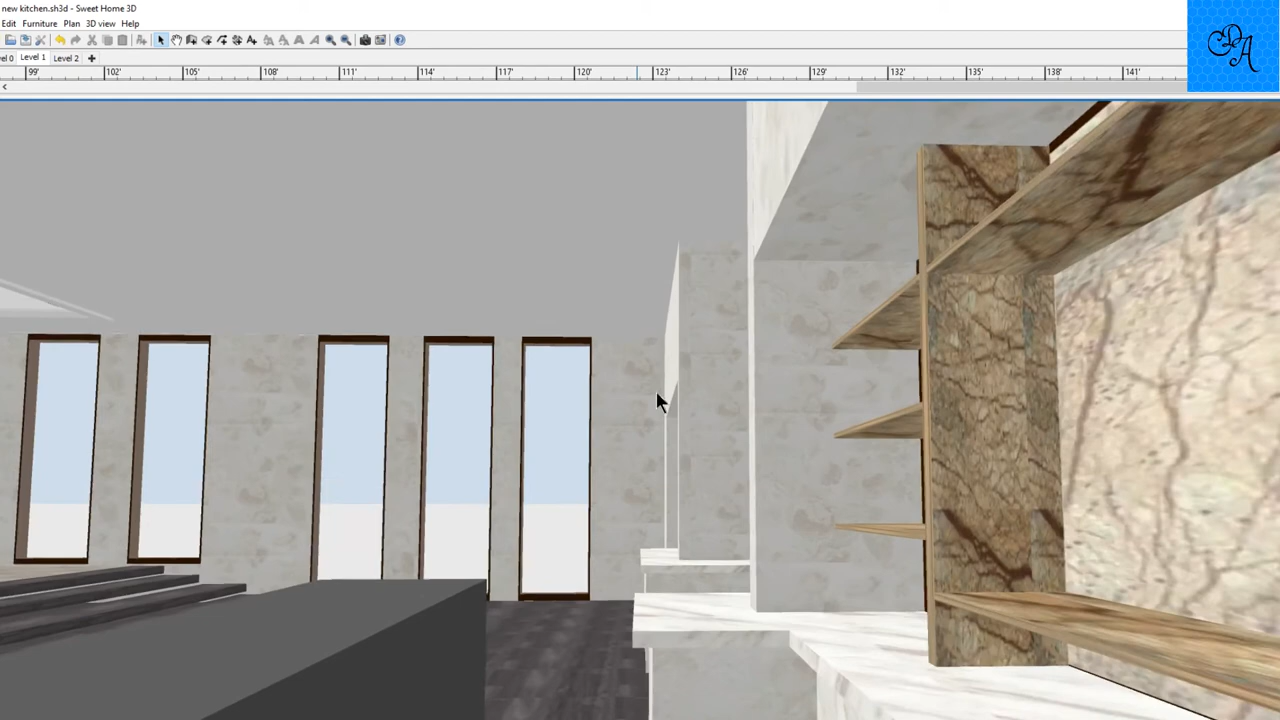 new kitchen.sh3d - Sweet Home 3D
Edit Furniture Plan 3D view Help
el 0 Level 1 Level 2
99' 102' 105' 108' 111' 114' 117' 120' 123' 126' 129' 132' 135' 138' 141'